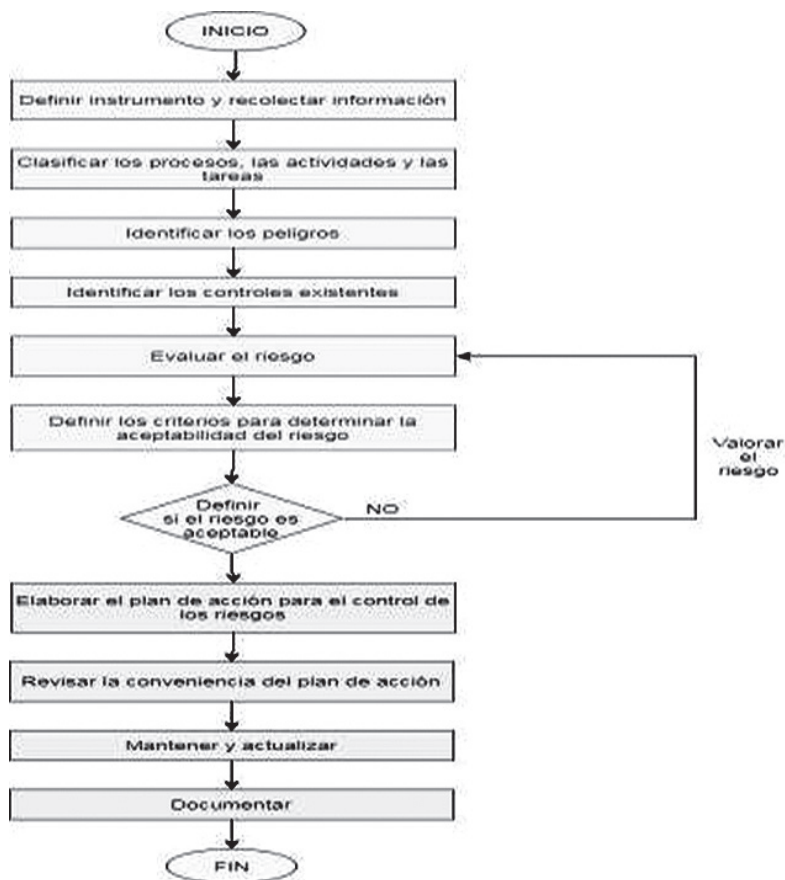 INICIO
Definir instrumento y recolectar información
Clasificar los procesos, las actividades y las
tareas
Identificar los peligros
Identificar los controles existentes
Evaluar el riesgo
Definir los criterios para determinar la
aceptabilidad del riesgo
Valorar
el
riesgo
Definir
si el riesgo es
aceptable
NO
Elaborar el plan de acción para el control de
los riesgos
Revisar la conveniencia del plan de acción
Mantener y actualizar
Documentar
FIN